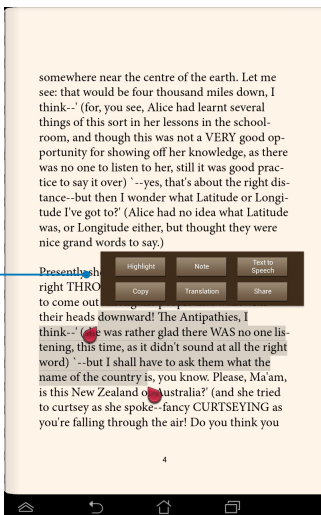 somewhere near the centre of the earth. Let me
see: that would be four thousand miles down, I
think--' (for, you see, Alice had learnt several
things of this sort in her lessons in the school-
room, and though this was not a VERY good op-
portunity for showing off her knowledge, as there
was no one to listen to her, still it was good prac-
tice to say it over) `--yes, that's about the right dis-
tance--but then I wonder what Latitude or Longi-
tude I've got to?' (Alice had no idea what Latitude
was, or Longitude either, but thought they were
nice grand words to say.)
Highlight Note Text to Speech
Copy Translation Share
Presently
right
to come out
their heads downward! The Antipathies, I
think--' (she was rather glad there WAS no one lis-
tening, this time, as it didn't sound at all the right
word) `--but I shall have to ask them what the
name of the country is, you know. Please, Ma'am,
is this New Zealand or Australia?' (and she tried
to curtsey as she spoke--fancy CURTSEYING as
you're falling through the air! Do you think you
4